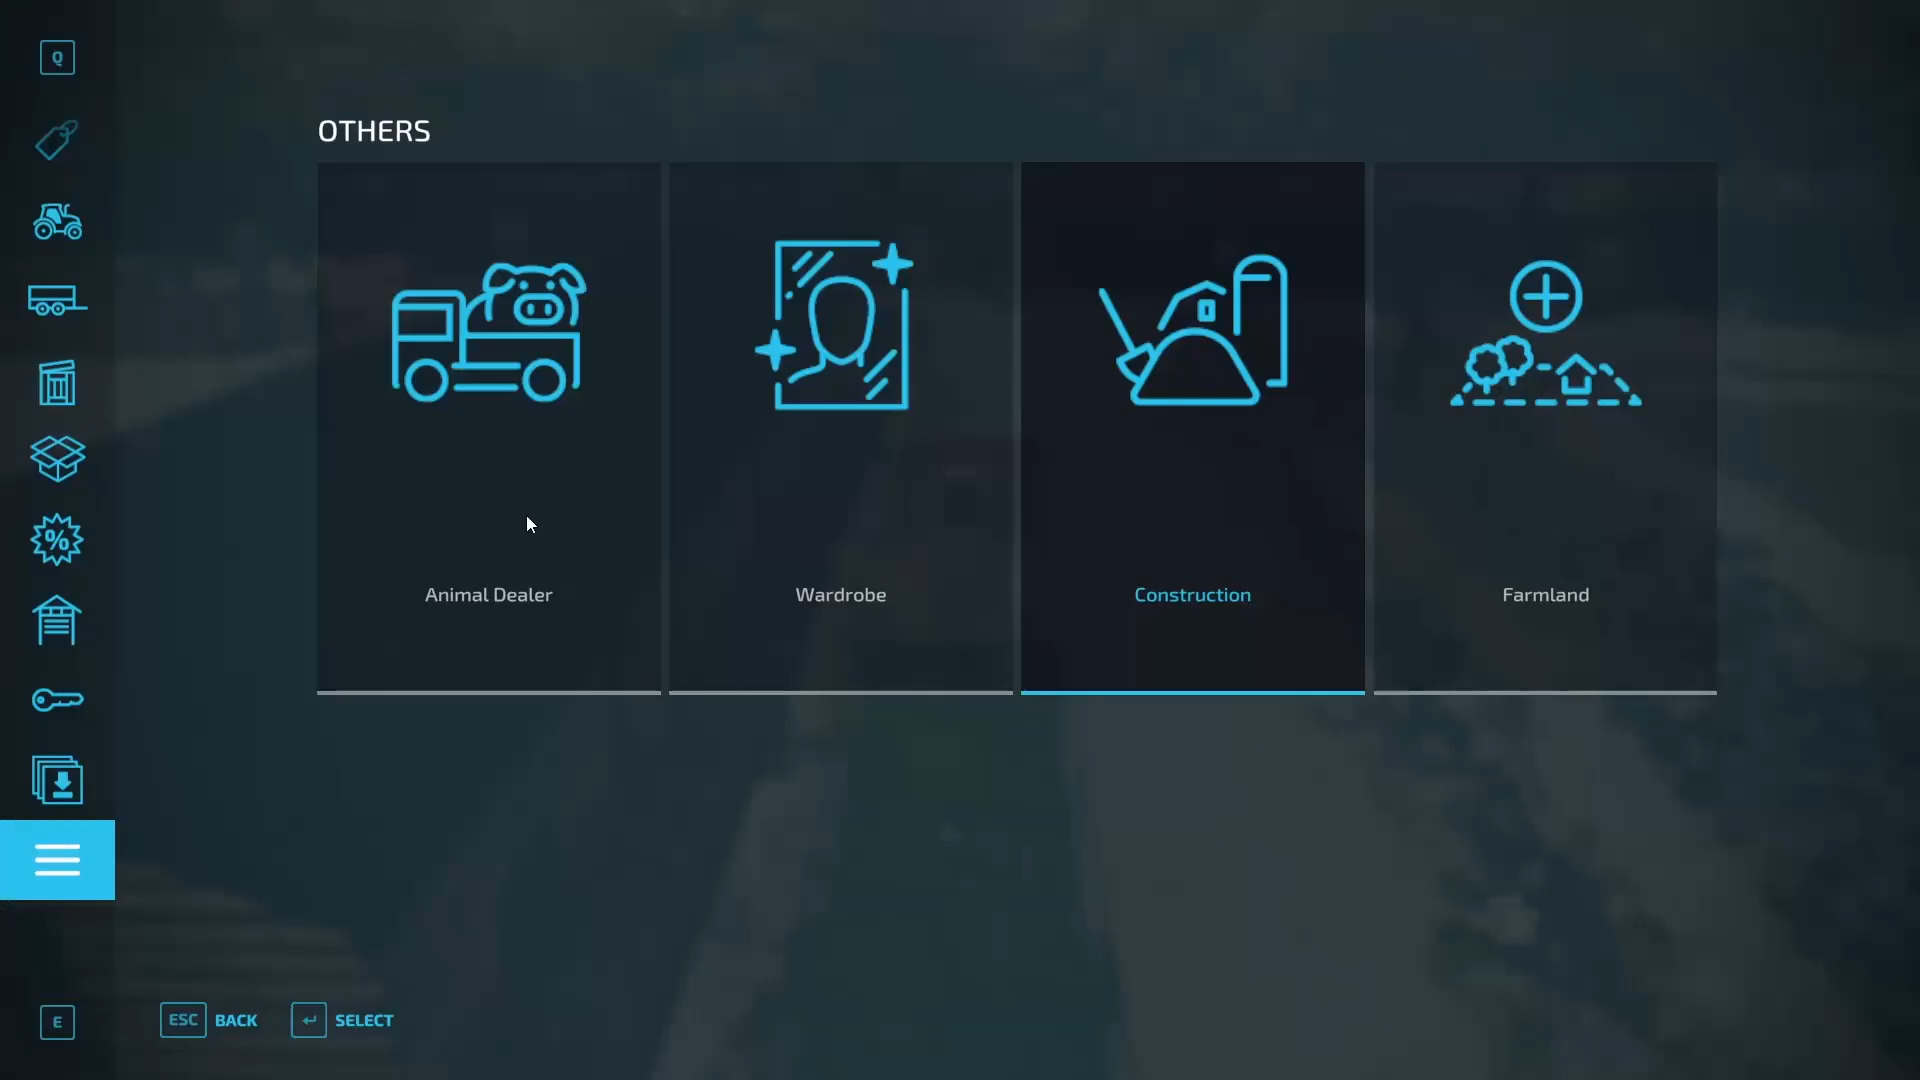 Q
OTHERS
%
Animal Dealer
Wardrobe
Construction
Farmland
E
ESC BACK
SELECT